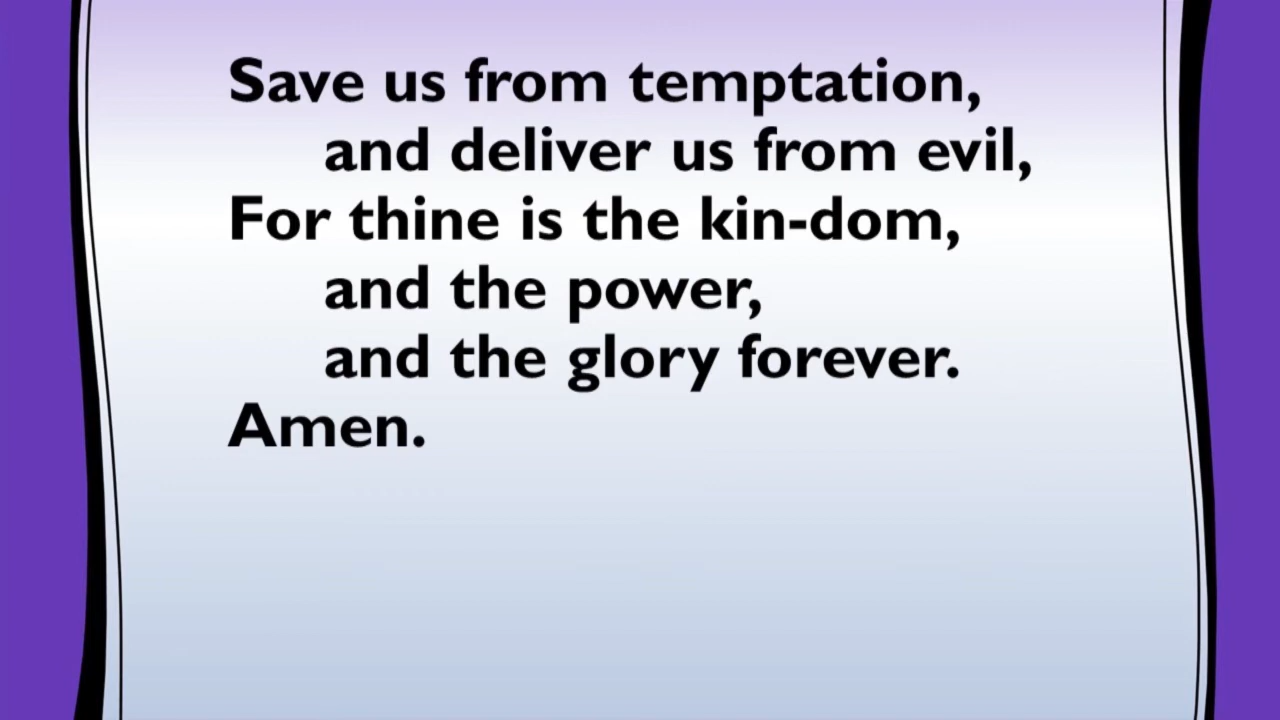 Save us from temptation,
and deliver us from evil,
For thine is the kin-dom,
and the power,
and the glory forever.
Amen.